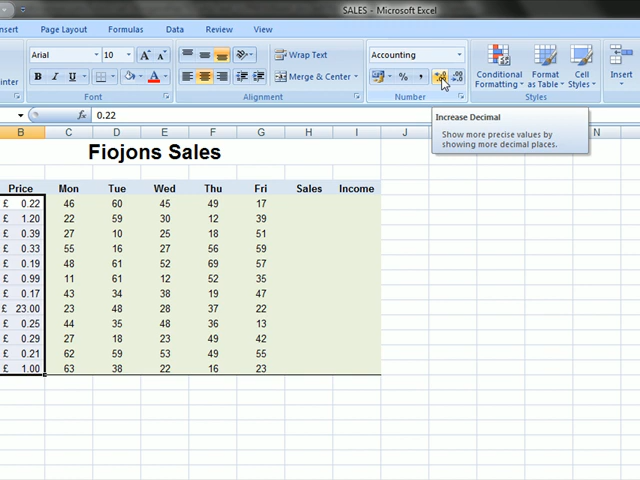 SALES - Microsoft Excel
nsert Page Layout Formulas Data Review View
Arial 10 A A Wrap Text Accounting Conditional Format Cell Insert
inter B I U A Merge & Center % , .0 .00 Formatting as Table Styles
Font Alignment Number Styles
fx 0.22
Increase Decimal
Show more precise values by
showing more decimal places.
B C D E F G H I J N
Fiojons Sales
Price Mon Tue Wed Thu Fri Sales Income
£ 0.22 46 60 45 49 17
£ 1.20 22 59 30 12 39
£ 0.39 27 10 25 18 51
£ 0.33 55 16 27 56 59
£ 0.19 48 61 52 69 57
£ 0.99 11 61 12 52 35
£ 0.17 43 34 38 19 47
£ 23.00 23 48 28 37 22
£ 0.25 44 35 48 36 13
£ 0.29 27 18 23 49 42
£ 0.21 62 59 53 49 55
£ 1.00 63 38 22 16 23